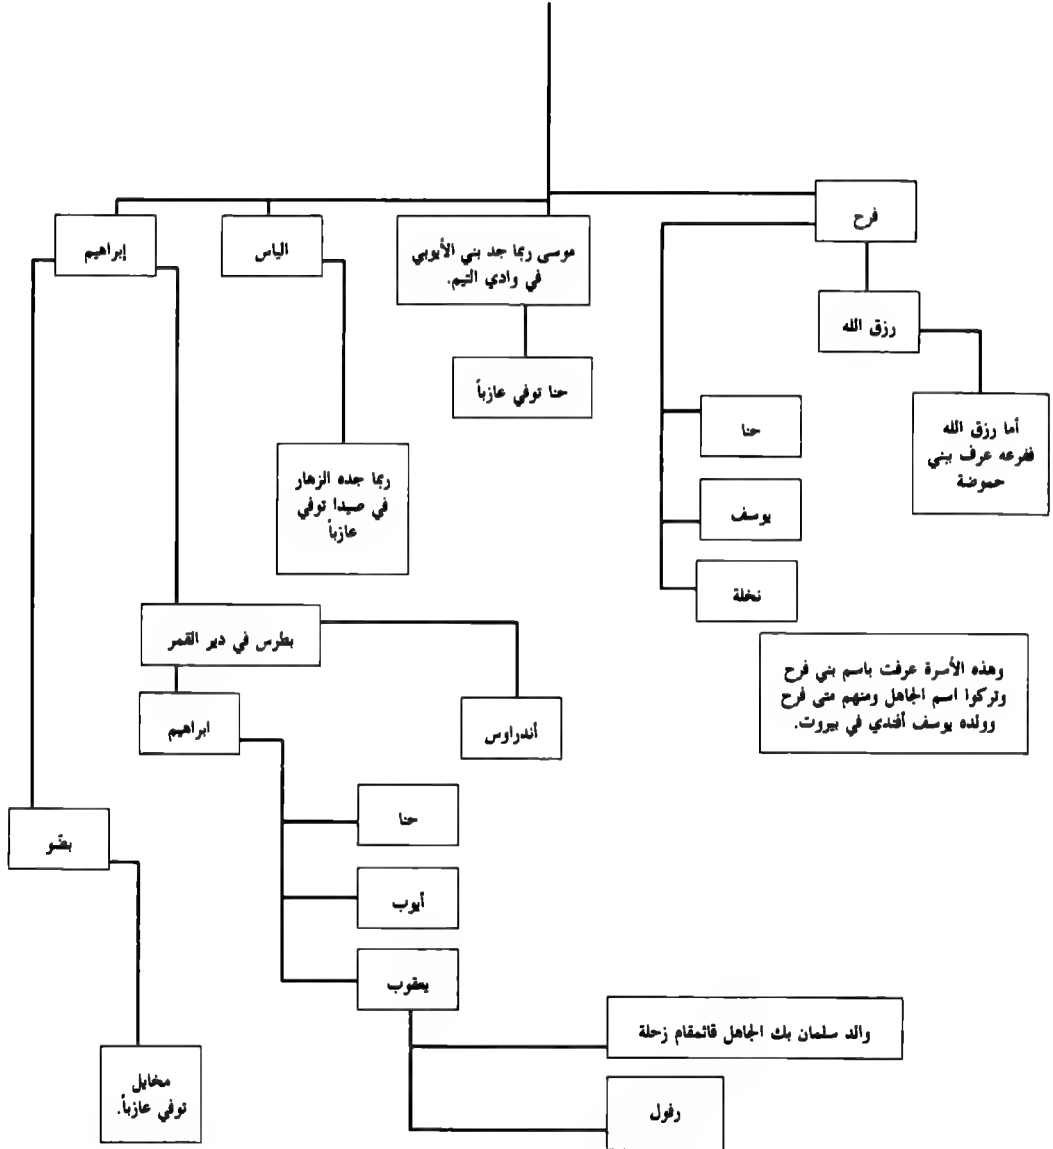 فرح
إبراهيم
الياس
موسى ربما جد بني الأيوبي
في وادي التيم.
رزق الله
حنا توفي عازباً
حنا
أما رزق الله
ففرعه عرف ببني
حموضة
ربما جده الزهار
في صيدا توفي
عازباً
يوسف
نخلة
بطرس في دير القمر
وهذه الأسرة عرفت باسم بني فرح
وتركوا اسم الجاهل ومنهم متى فرح
وولده يوسف أفندي في بيروت.
ابراهيم
أندراوس
حنا
بضّو
أيوب
يعقوب
والد سلمان بك الجاهل قائمقام زحلة
مخايل
توفي عازباً.
رفول